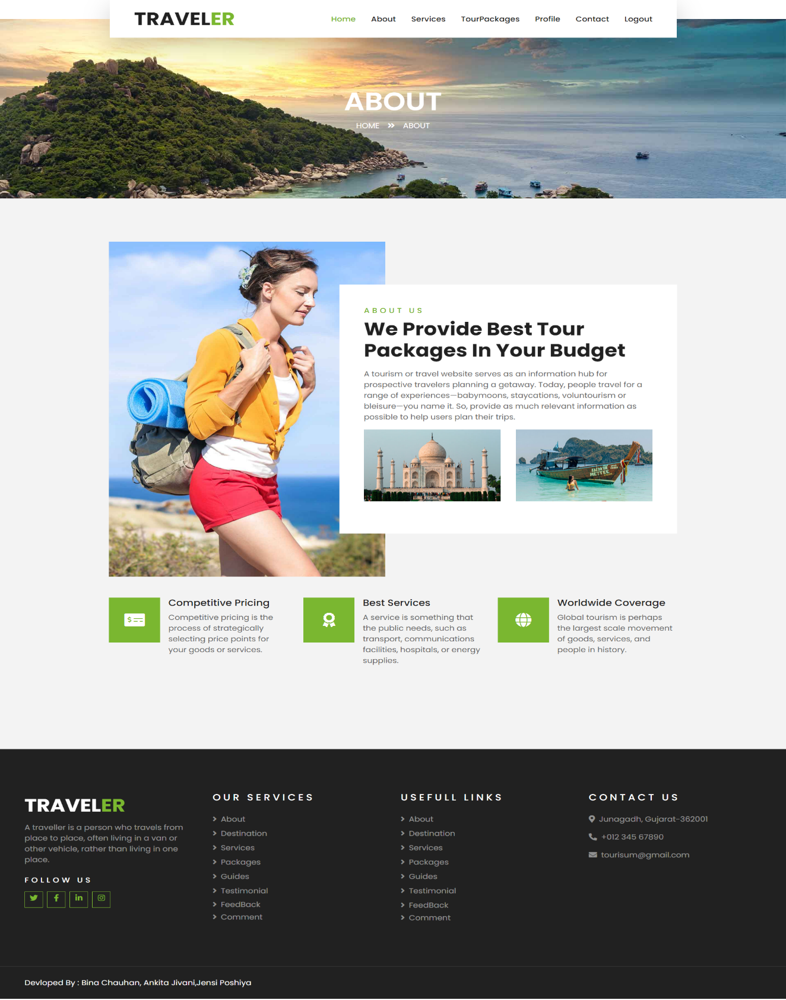 TRAVELER
Home About Services TourPackages Profile Contact Logout
ABOUT
HOME ABOUT
ABOUT US
We Provide Best Tour
Packages In Your Budget
A tourism or travel website serves as an information hub for
prospective travelers planning a getaway. Today, people travel for a
range of experiences—babymoons, staycations, voluntourism or
bleisure—you name it. So, provide as much relevant information as
possible to help users plan their trips.
METTEE
Competitive Pricing
Competitive pricing is the
process of strategically
selecting price points for
your goods or services.
Best Services
A service is something that
the public needs, such as
transport, communications
facilities, hospitals, or energy
supplies.
Worldwide Coverage
Global tourism is perhaps
the largest scale movement
of goods, services, and
people in history.
TRAVELER
A traveller is a person who travels from
place to place, often living in a van or
other vehicle, rather than living in one
place.
FOLLOW US
OUR SERVICES
About
Destination
Services
Packages
Guides
Testimonial
FeedBack
Comment
USEFULL LINKS
About
Destination
Services
Packages
Guides
Testimonial
FeedBack
Comment
CONTACT US
Junagadh, Gujarat-362001
+012 345 67890
tourisum@gmail.com
Devloped By : Bina Chauhan, Ankita Jivani,Jensi Poshiya